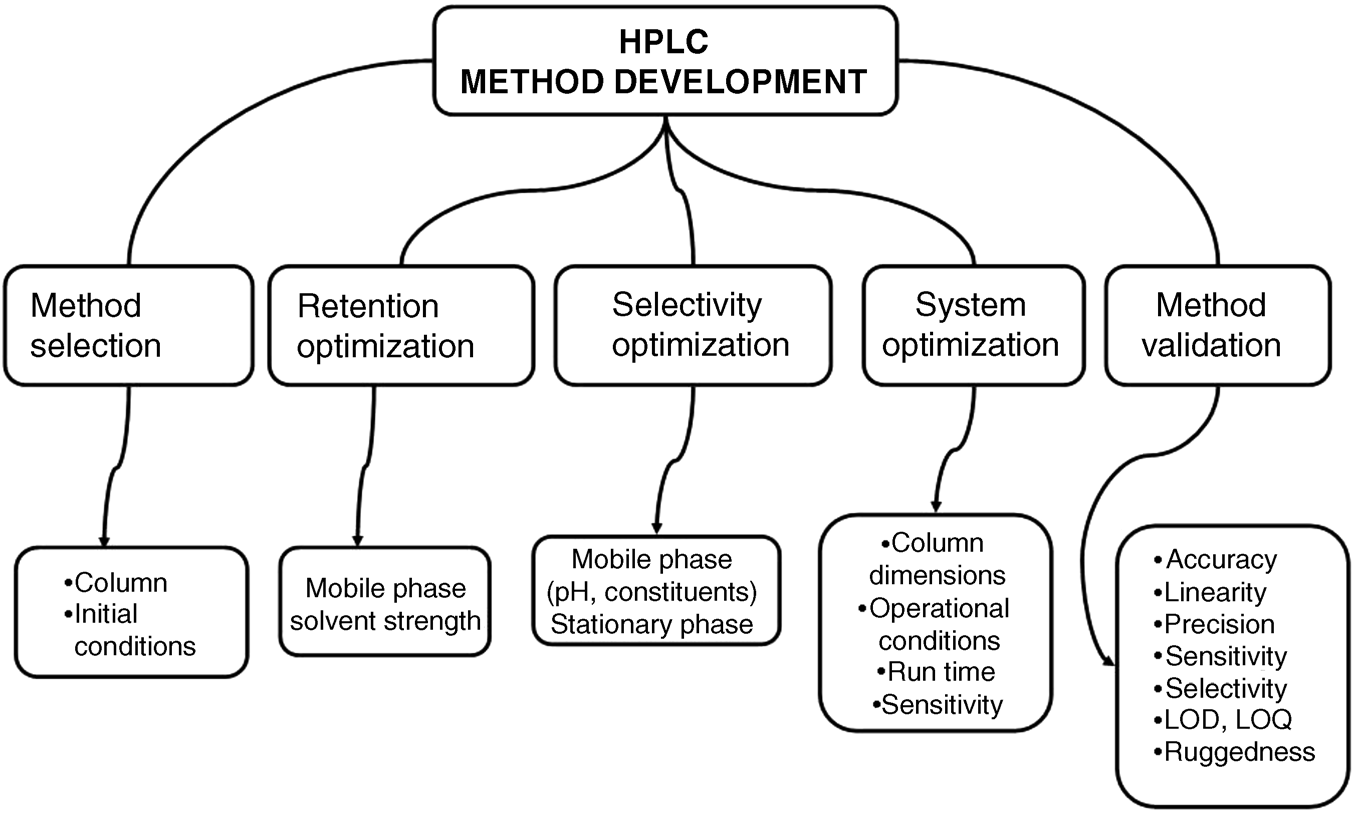 HPLC
METHOD DEVELOPMENT
Method
selection
Retention
optimization
Selectivity
optimization
System
optimization
Method
validation
•Column
•Initial
conditions
Mobile phase
solvent strength
Mobile phase
(pH, constituents)
Stationary phase
•Column
dimensions
•Operational
conditions
•Run time
•Sensitivity
•Accuracy
•Linearity
•Precision
•Sensitivity
•Selectivity
•LOD, LOQ
•Ruggedness